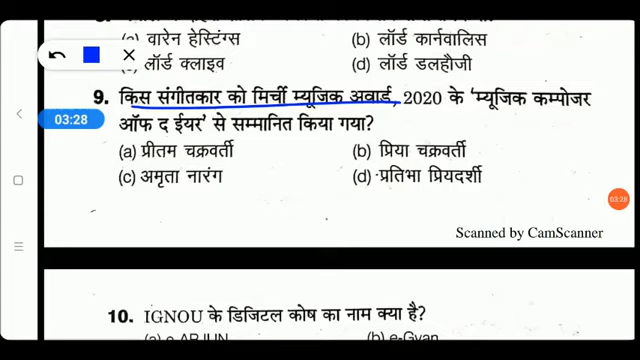 (a) वारेन हेस्टिंग्स (b) लॉर्ड कार्नवालिस
लॉर्ड क्लाइव (d) लॉर्ड डलहौजी
9. किस संगीतकार को मिर्ची म्यूजिक अवार्ड, 2020 के ‘म्यूजिक कम्पोजर
ऑफ द ईयर’ से सम्मानित किया गया?
03:28
(a) प्रीतम चक्रवर्ती (b) प्रिया चक्रवर्ती
(c) अमृता नारंग (d) प्रतिभा प्रियदर्शी
03:28
Scanned by CamScanner
10. IGNOU के डिजिटल कोष का नाम क्या है?
(a) e-ARJUN (b) e-Gyan